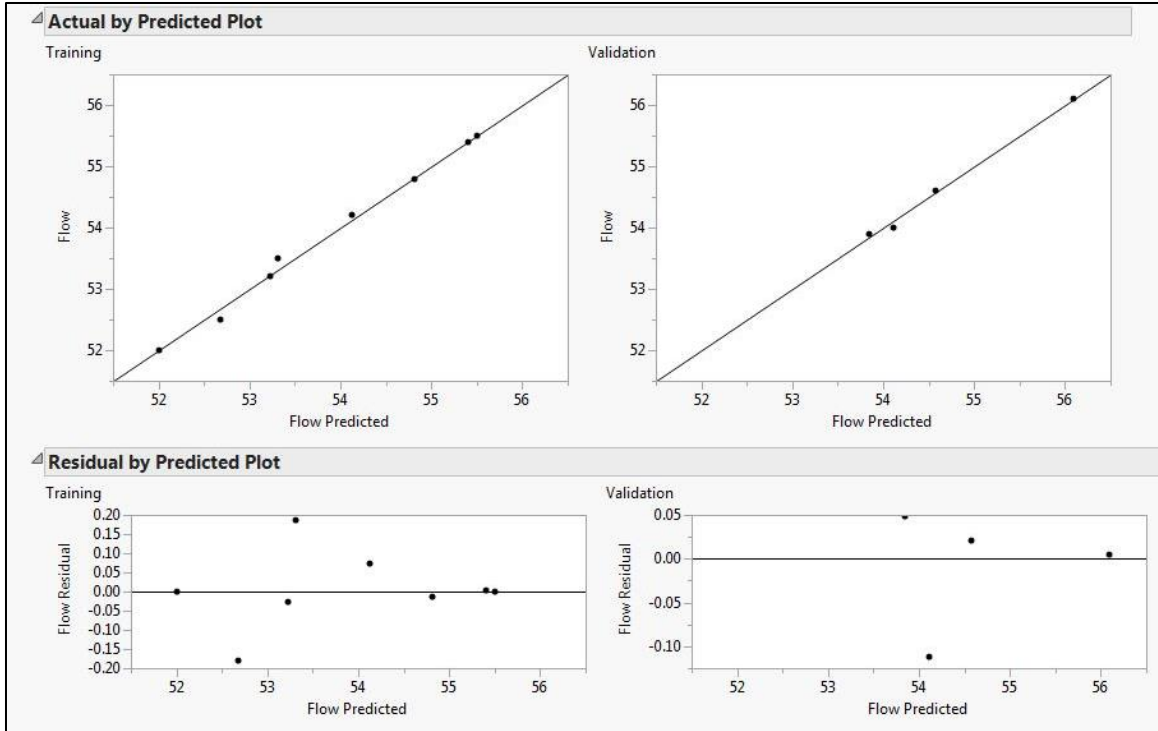 Actual by Predicted Plot
Training
Validation
56
55
54
53
52
Flow
52 53 54 55 56
Flow Predicted
56
55
54
53
52
Flow
52 53 54 55 56
Flow Predicted
Residual by Predicted Plot
Training
Validation
0.20
0.15
0.10
0.05
0.00
-0.05
-0.10
-0.15
-0.20
Flow Residual
52 53 54 55 56
Flow Predicted
0.05
0.00
-0.05
-0.10
Flow Residual
52 53 54 55 56
Flow Predicted